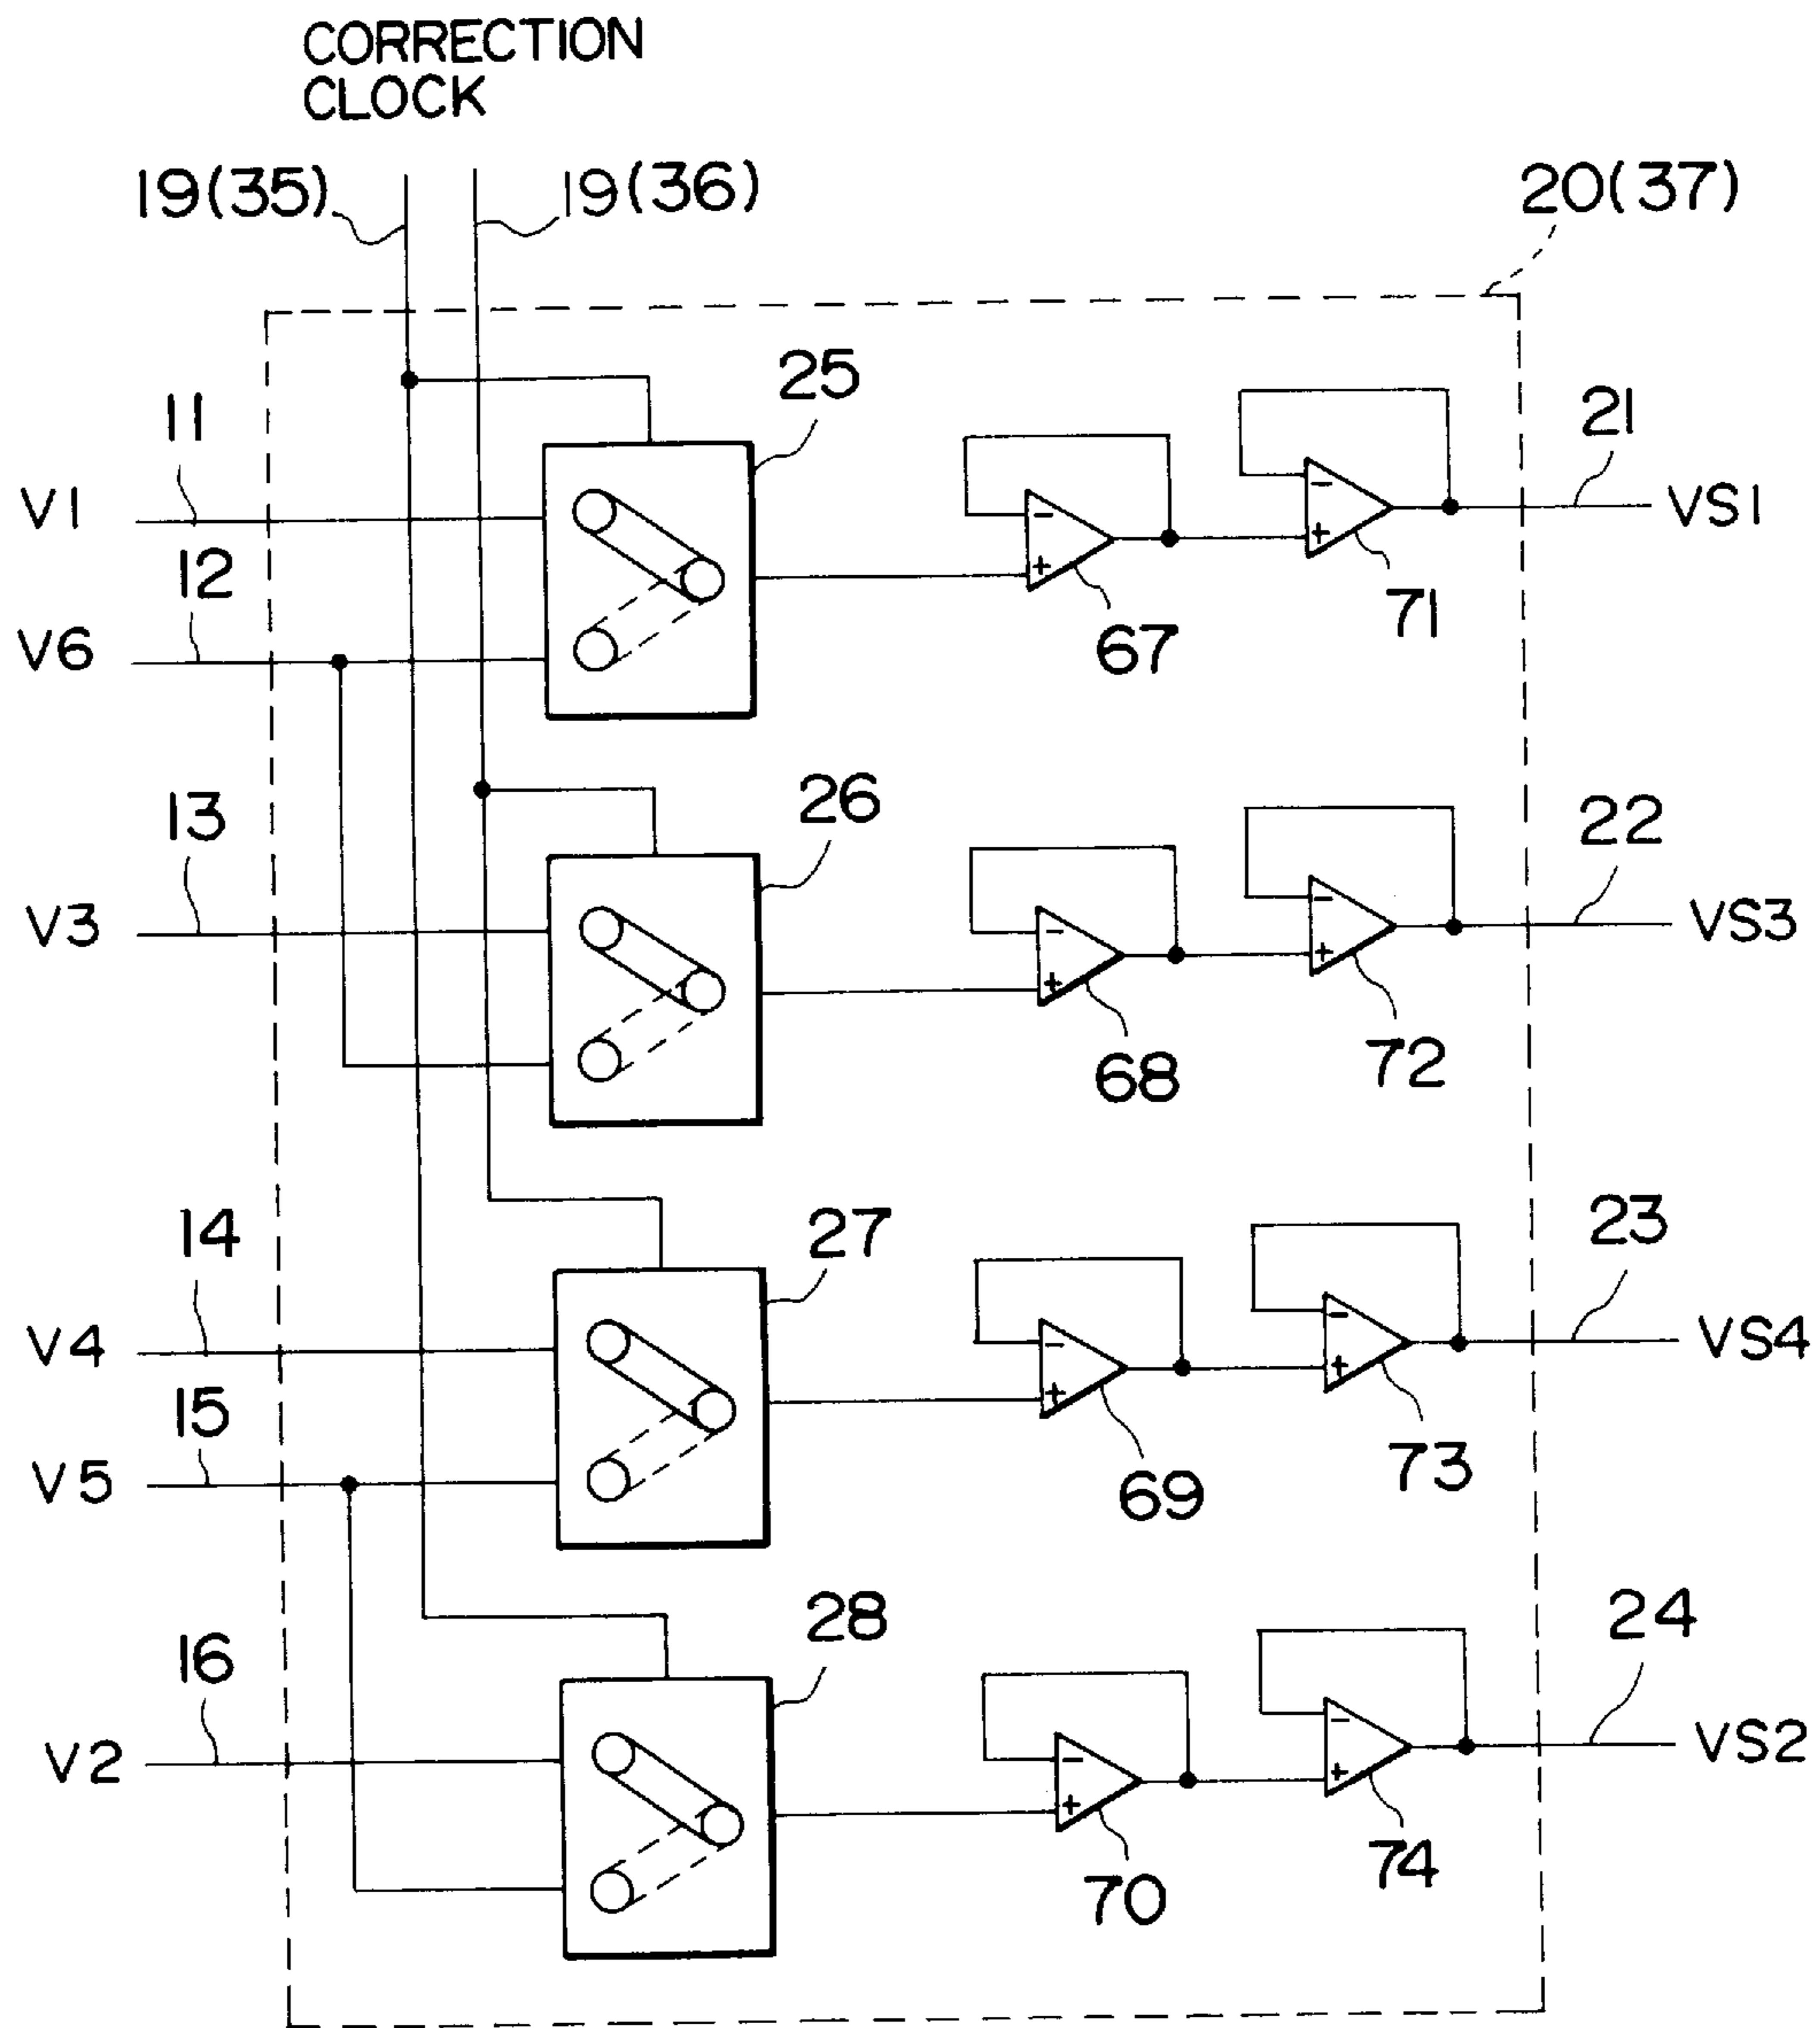 CORRECTION
CLOCK
19(35) 19(36) 20(37)
25
11 21
V1 - VS1
12 - + 71
+ 67
V6
26
13 22
V3 - VS3
- +
+ 68 72
14 27 23
V4 - VS4
- +
15 + 73
V5 69
28 24
16
V2 - VS2
- +
+ 74
70